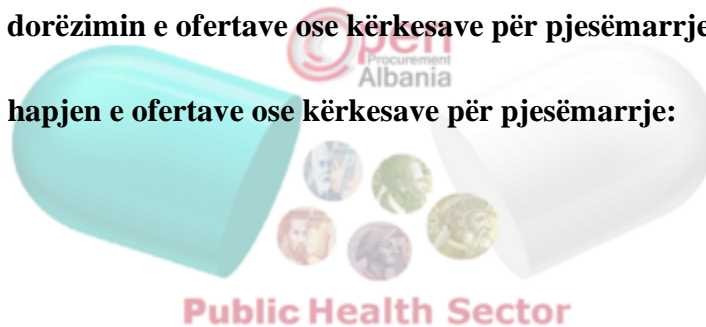 dorëzimin e ofertave ose kërkesave për pjesëmarrje
Open
Procurement
Albania
hapjen e ofertave ose kërkesave për pjesëmarrje:
Public Health Sector